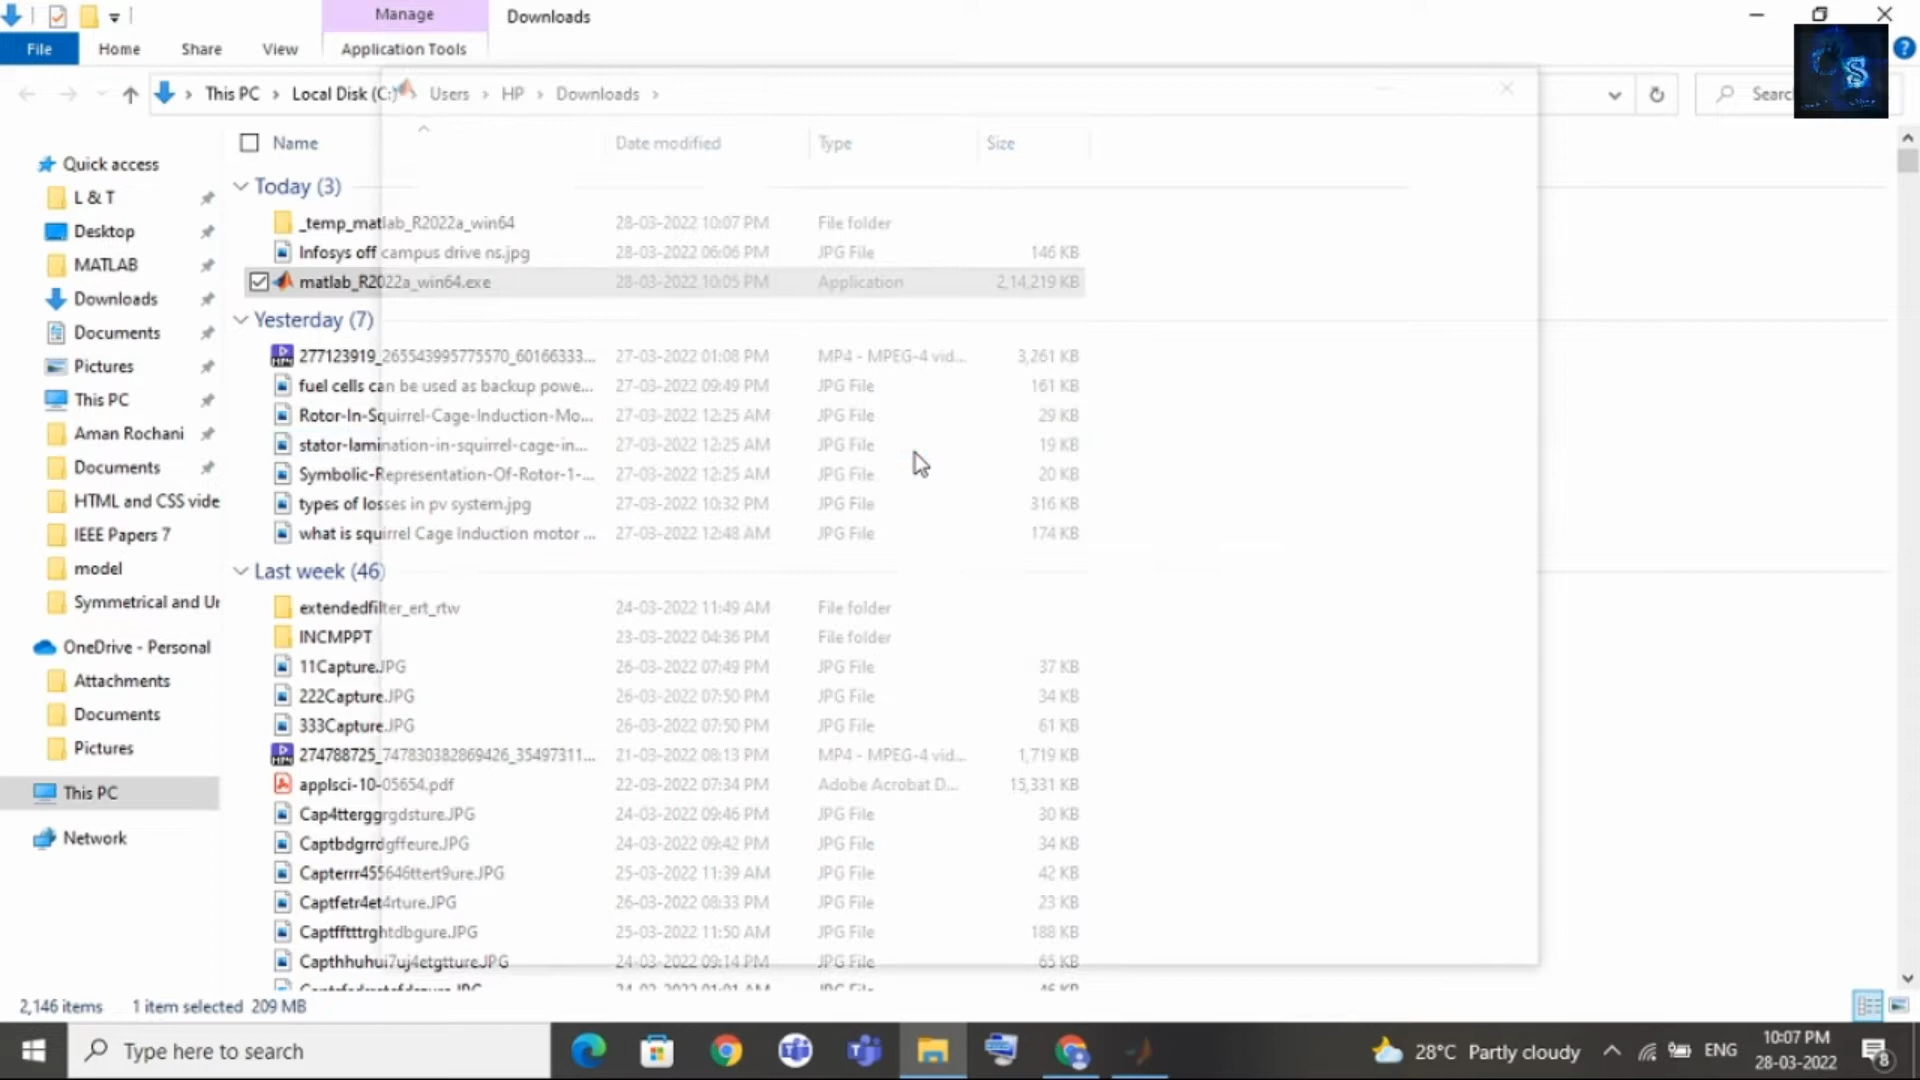 Manage
Downloads
File
Home
Share
View
Application Tools
This PC > Local Disk (C:) > Users > HP > Downloads >
Name
Date modified
Type
Size
Today (3)
_temp_matlab_R2022a_win64 28-03-2022 10:07 PM File folder
Infosys off campus drive ns.jpg 28-03-2022 06:06 PM JPG File 146 KB
matlab_R2022a_win64.exe 28-03-2022 10:05 PM Application 2,14,219 KB
Yesterday (7)
277123919_265543995775570_60166333... 27-03-2022 01:08 PM MP4 - MPEG-4 vid... 3,261 KB
fuel cells can be used as backup powe... 27-03-2022 09:49 PM JPG File 161 KB
Rotor-In-Squirrel-Cage-Induction-Mo... 27-03-2022 12:25 AM JPG File 29 KB
stator-lamination-in-squirrel-cage-in... 27-03-2022 12:25 AM JPG File 19 KB
Symbolic-Representation-Of-Rotor-1-... 27-03-2022 12:25 AM JPG File 20 KB
types of losses in pv system.jpg 27-03-2022 10:32 PM JPG File 316 KB
what is squirrel Cage Induction motor ... 27-03-2022 12:48 AM JPG File 174 KB
Last week (46)
extendedfilter_ert_rtw 24-03-2022 11:49 AM File folder
INCMPPT 23-03-2022 04:36 PM File folder
11Capture.JPG 26-03-2022 07:49 PM JPG File 37 KB
222Capture.JPG 26-03-2022 07:50 PM JPG File 34 KB
333Capture.JPG 26-03-2022 07:50 PM JPG File 61 KB
274788725_747830382869426_35497311... 21-03-2022 08:13 PM MP4 - MPEG-4 vid... 1,719 KB
applsci-10-05654.pdf 22-03-2022 07:34 PM Adobe Acrobat D... 15,331 KB
Cap4tterggrgdsture.JPG 24-03-2022 09:46 PM JPG File 30 KB
Captbdgrrdgffeure.JPG 24-03-2022 09:42 PM JPG File 34 KB
Capterrr455646ttert9ure.JPG 25-03-2022 11:39 AM JPG File 42 KB
Captfetr4et4rture.JPG 26-03-2022 08:33 PM JPG File 23 KB
Captfftttrghtdbgure.JPG 25-03-2022 11:50 AM JPG File 188 KB
Capthhuhui7uj4etgtture.JPG 24-03-2022 09:14 PM JPG File 65 KB
Quick access
L & T
Desktop
MATLAB
Downloads
Documents
Pictures
This PC
Aman Rochani
Documents
HTML and CSS vide
IEEE Papers 7
model
Symmetrical and Ur
OneDrive - Personal
Attachments
Documents
Pictures
This PC
Network
2,146 items 1 item selected 209 MB
Type here to search
28°C Partly cloudy
ENG
10:07 PM
28-03-2022
8